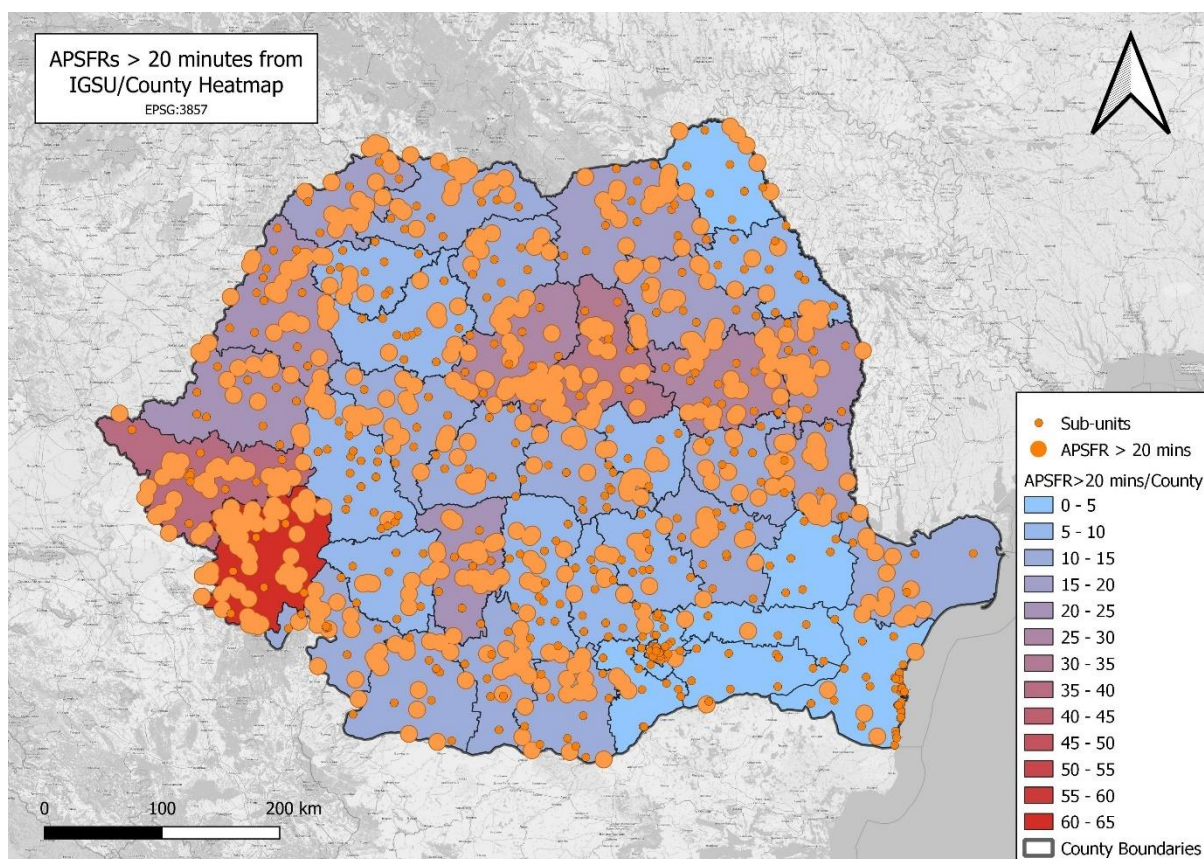 APSFRs > 20 minutes from
IGSU/County Heatmap
EPSG:3857
Sub-units
APSFR > 20 mins
APSFR>20 mins/County
0 - 5
5 - 10
10 - 15
15 - 20
20 - 25
25 - 30
30 - 35
35 - 40
40 - 45
45 - 50
50 - 55
55 - 60
60 - 65
County Boundaries
0 100 200 km